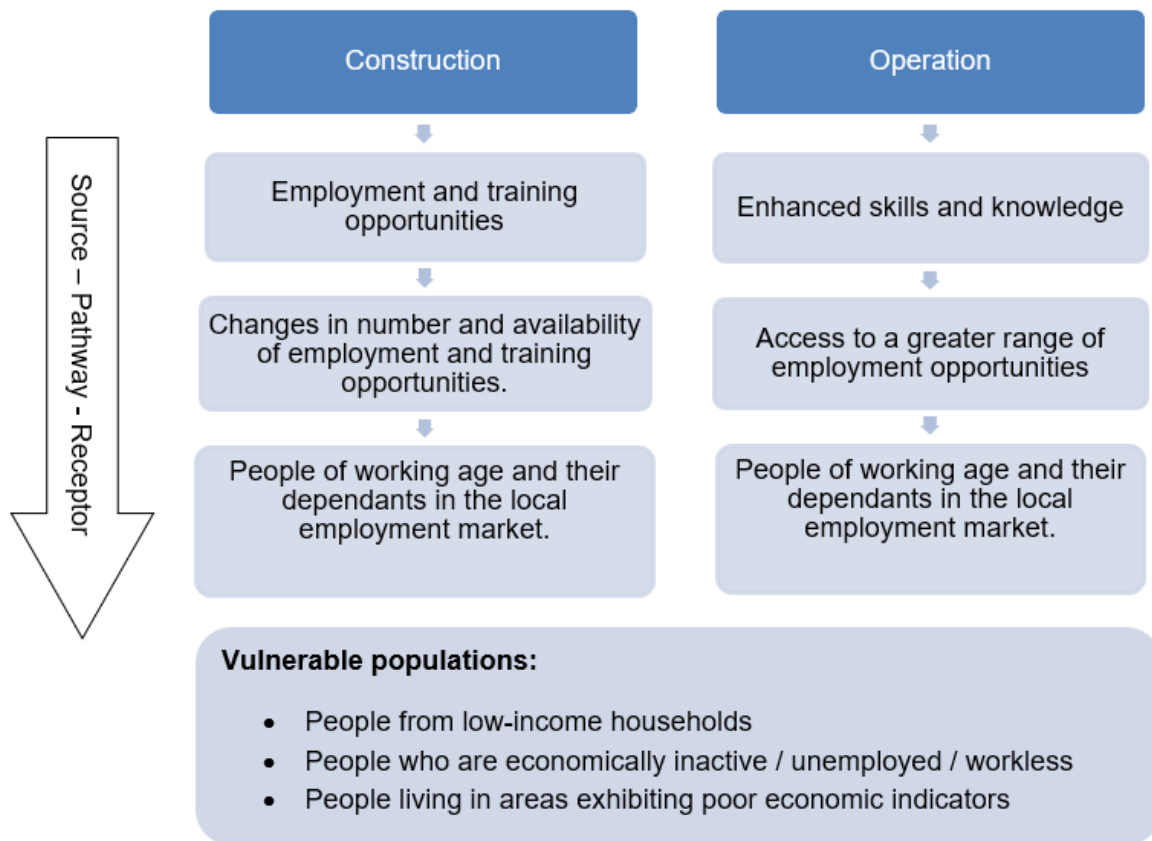 Construction
Operation
Source – Pathway - Receptor
Employment and training
opportunities
Enhanced skills and knowledge
Changes in number and availability
of employment and training
opportunities.
Access to a greater range of
employment opportunities
People of working age and their
dependants in the local
employment market.
People of working age and their
dependants in the local
employment market.
Vulnerable populations:
• People from low-income households
• People who are economically inactive / unemployed / workless
• People living in areas exhibiting poor economic indicators